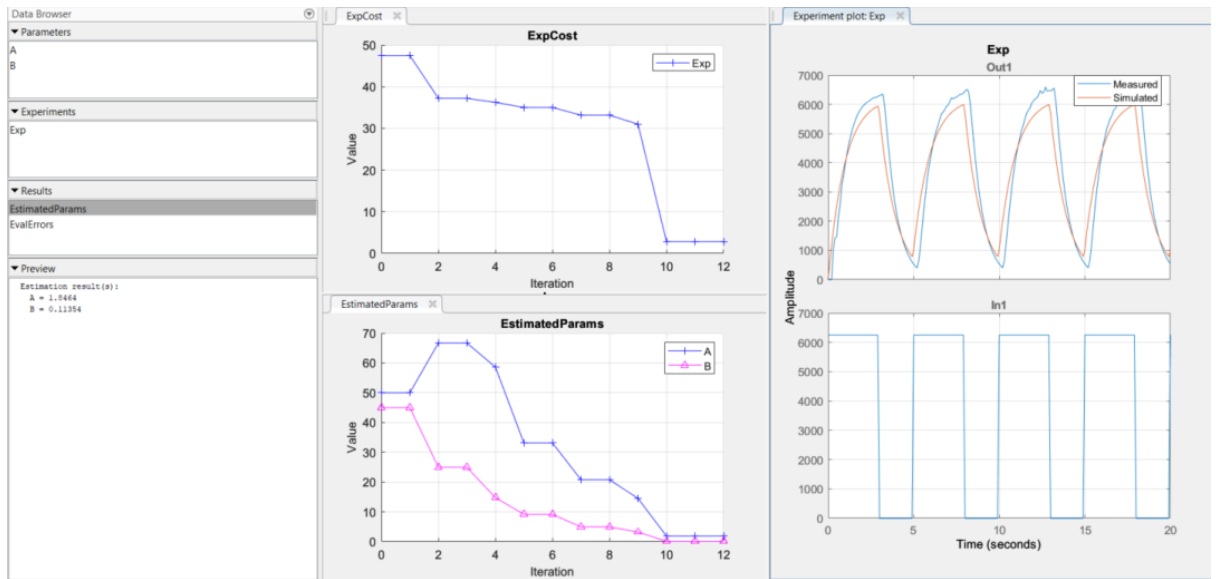 Data Browser
Parameters
A
B
Experiments
Exp
Results
EstimatedParams
EvalErrors
Preview
Estimation result(s):
A = 1.8464
B = 0.11354
ExpCost
ExpCost
Exp
50
40
30
20
10
0
Value
0 2 4 6 8 10 12
Iteration
EstimatedParams
EstimatedParams
A
B
70
60
50
40
30
20
10
0
Value
0 2 4 6 8 10 12
Iteration
Experiment plot: Exp
Exp
Out1
Measured
Simulated
7000
6000
5000
4000
3000
2000
1000
0
Amplitude
In1
7000
6000
5000
4000
3000
2000
1000
0
0 5 10 15 20
Time (seconds)